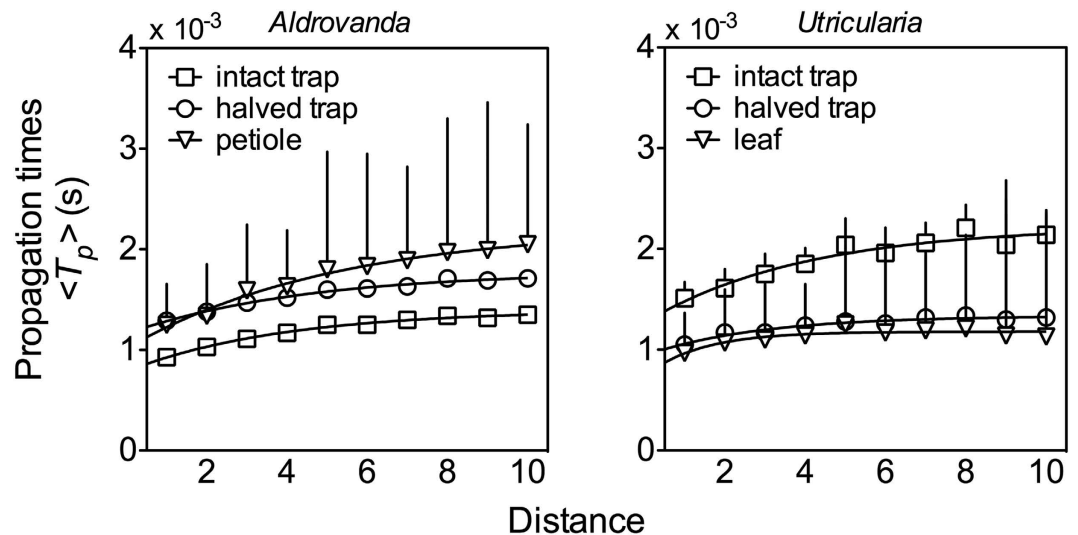 x 10-3 Aldrovanda
x 10-3 Utricularia
Propagation times
<Tp> (s)
4
3
2
1
0
intact trap
halved trap
petiole
2 4 6 8 10
4
3
2
1
0
intact trap
halved trap
leaf
2 4 6 8 10
Distance